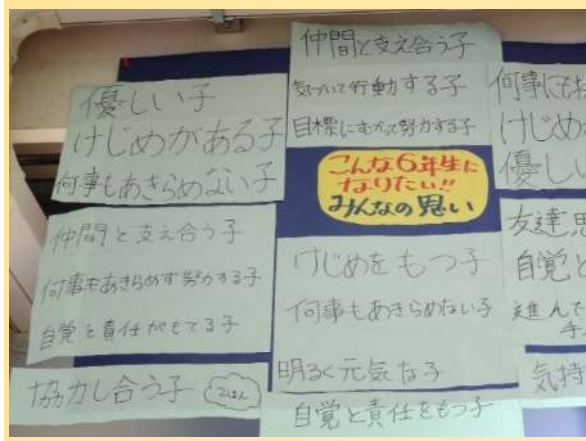 優しい子
けじめがある子
何事もあきらめない子
仲間と支え合う子
何事もあきらめず努力する子
自覚と責任がもてる子
協力し合う子
2はん
仲間と支え合う子
気づいて行動する子
目標にむかって努力する子
こんな6年生に
なりたい!!
みんなの思い
けじめをもつ子
何事もあきらめない子
明るく元気な子
自覚と責任をもつ子
何事にも
けじめ
優しい
友達思
自覚と
進んで
手
気持